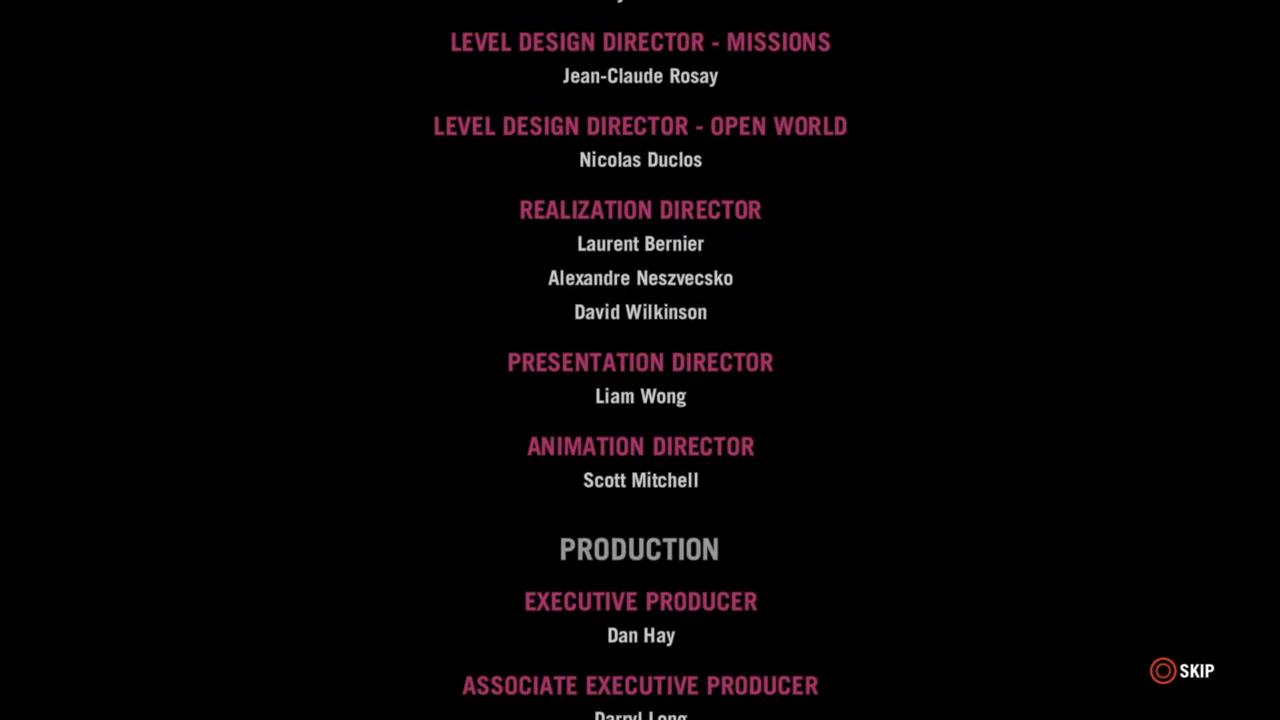 LEVEL DESIGN DIRECTOR - MISSIONS
Jean-Claude Rosay
LEVEL DESIGN DIRECTOR - OPEN WORLD
Nicolas Duclos
REALIZATION DIRECTOR
Laurent Bernier
Alexandre Neszvecsko
David Wilkinson
PRESENTATION DIRECTOR
Liam Wong
ANIMATION DIRECTOR
Scott Mitchell
PRODUCTION
EXECUTIVE PRODUCER
Dan Hay
SKIP
ASSOCIATE EXECUTIVE PRODUCER
Darryl Long